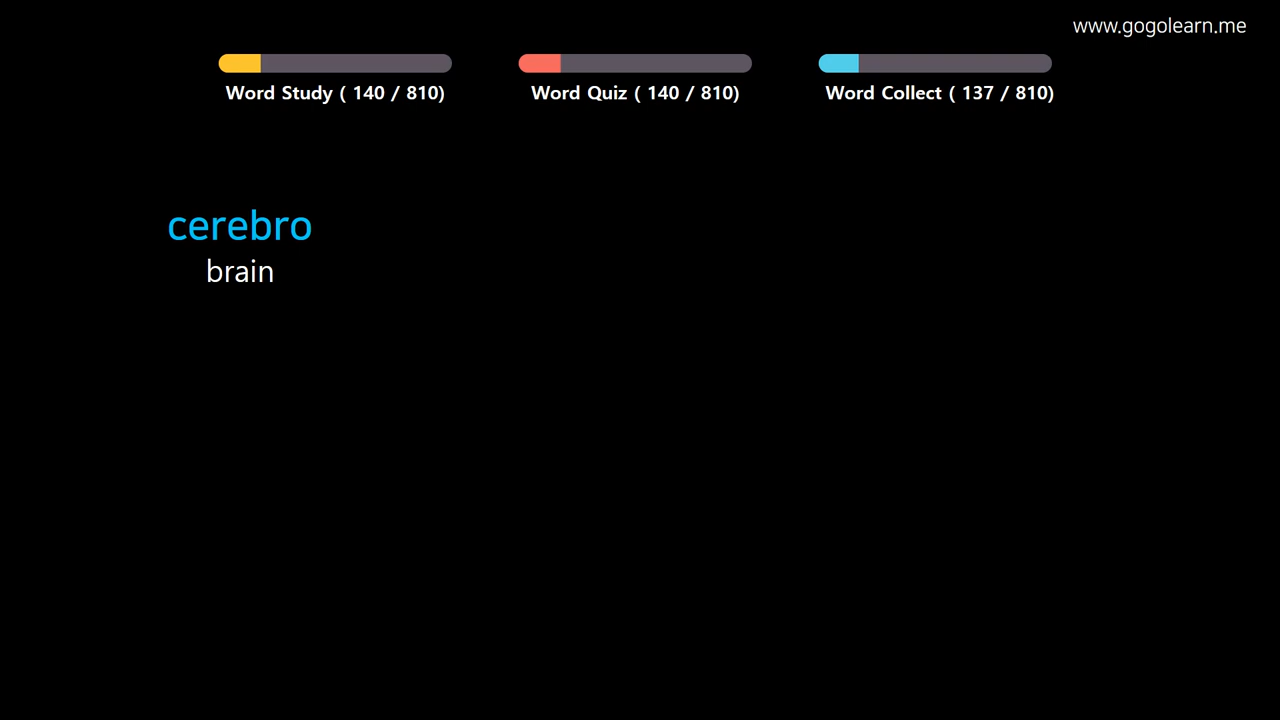 www.gogolearn.me
Word Study ( 140 / 810)
Word Quiz ( 140 / 810)
Word Collect ( 137 / 810)
cerebro
brain